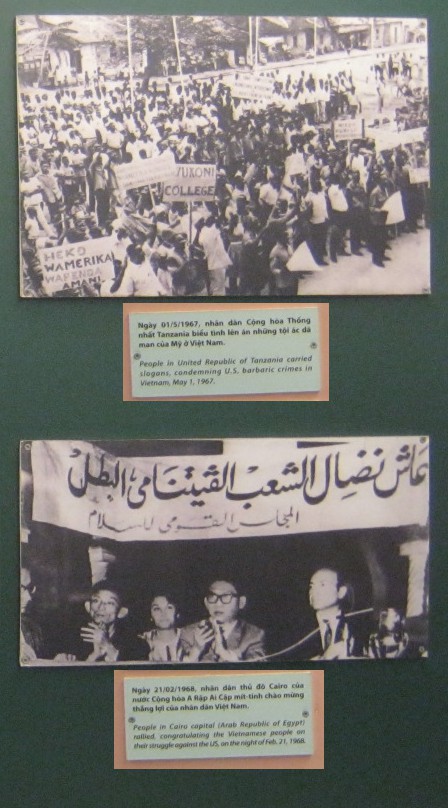 TUKONI
COLLEGE
HEKO
WAMERIKA
WAPENDA
AMANI.
Ngày 01/5/1967, nhân dân Cộng hòa Thống
nhất Tanzania biểu tình lên án những tội ác dã
man của Mỹ ở Việt Nam.
People in United Republic of Tanzania carried
slogans, condemning U.S. barbaric crimes in
Vietnam, May 1, 1967.
عاش نضال الشعب الڤيتنامى البطل
المجلس القومى للسلام
Ngày 21/02/1968, nhân dân thủ đô Cairo của
nước Cộng hòa A Rập Ai Cập mít-tinh chào mừng
thắng lợi của nhân dân Việt Nam.
People in Cairo capital (Arab Republic of Egypt)
rallied, congratulating the Vietnamese people on
their struggle against the US, on the night of Feb. 21, 1968.